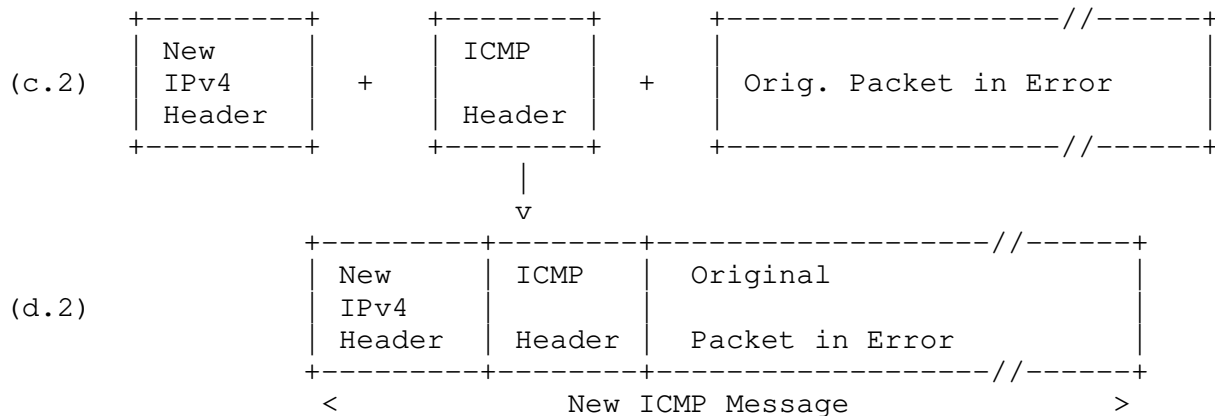 New ICMP
(c.2) IPv4 + + Orig. Packet in Error
Header Header
v
New ICMP Original
(d.2) IPv4
Header Header Packet in Error
< New ICMP Message >